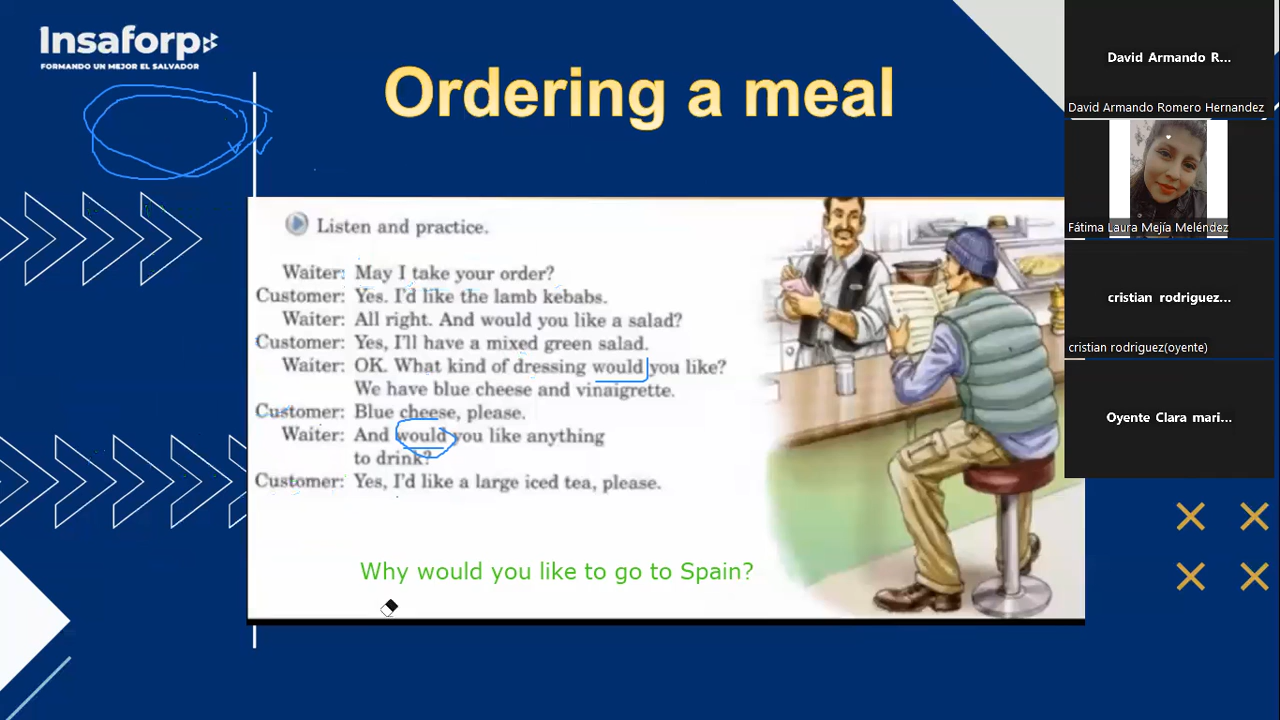 Insaforp
FORMANDO UN MEJOR EL SALVADOR
Ordering a meal
Listen and practice.
Waiter: May I take your order?
Customer: Yes. I'd like the lamb kebabs.
Waiter: All right. And would you like a salad?
Customer: Yes, I'll have a mixed green salad.
Waiter: OK. What kind of dressing would you like?
We have blue cheese and vinaigrette.
Customer: Blue cheese, please.
Waiter: And would you like anything
to drink?
Customer: Yes, I'd like a large iced tea, please.
Why would you like to go to Spain?
David Armando R...
David Armando Romero Hernandez
Fátima Laura Mejía Meléndez
cristian rodriguez...
cristian rodriguez(oyente)
Oyente Clara mari...